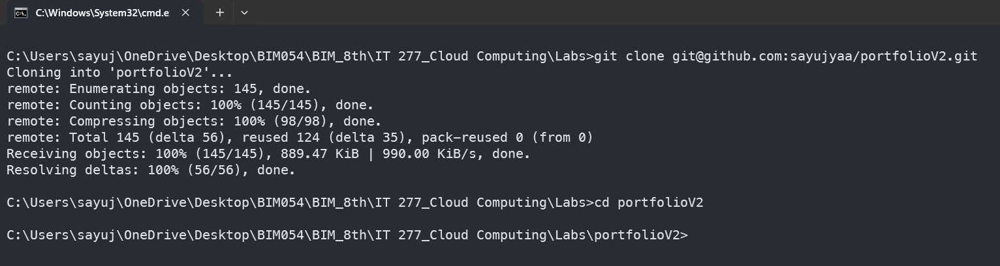 C:\Windows\System32\cmd.e
C:\Users\sayuj\OneDrive\Desktop\BIM054\BIM_8th\IT 277_Cloud Computing\Labs>git clone git@github.com:sayujyaa/portfolioV2.git
Cloning into 'portfolioV2'...
remote: Enumerating objects: 145, done.
remote: Counting objects: 100% (145/145), done.
remote: Compressing objects: 100% (98/98), done.
remote: Total 145 (delta 56), reused 124 (delta 35), pack-reused 0 (from 0)
Receiving objects: 100% (145/145), 889.47 KiB | 990.00 KiB/s, done.
Resolving deltas: 100% (56/56), done.
C:\Users\sayuj\OneDrive\Desktop\BIM054\BIM_8th\IT 277_Cloud Computing\Labs>cd portfolioV2
C:\Users\sayuj\OneDrive\Desktop\BIM054\BIM_8th\IT 277_Cloud Computing\Labs\portfolioV2>